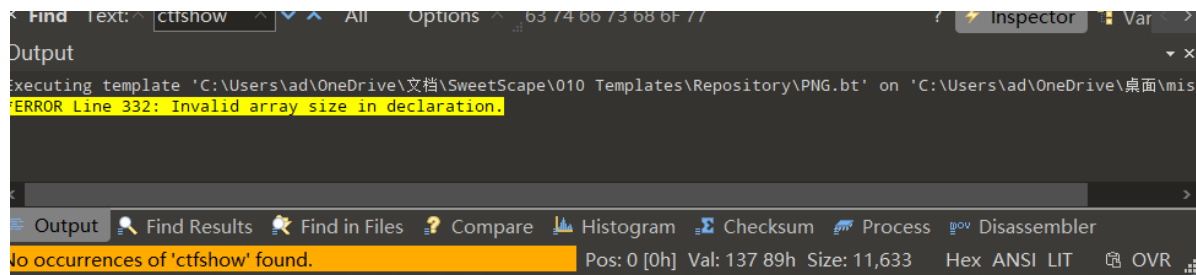 Find Text: ctfshow All Options 63 74 66 73 68 6F 77 ? Inspector Var
Output
Executing template 'C:\Users\ad\OneDrive\文档\SweetScape\010 Templates\Repository\PNG.bt' on 'C:\Users\ad\OneDrive\桌面\mis
*ERROR Line 332: Invalid array size in declaration.
Output Find Results Find in Files Compare Histogram Checksum Process Disassembler
No occurrences of 'ctfshow' found. Pos: 0 [0h] Val: 137 89h Size: 11,633 Hex ANSI LIT OVR